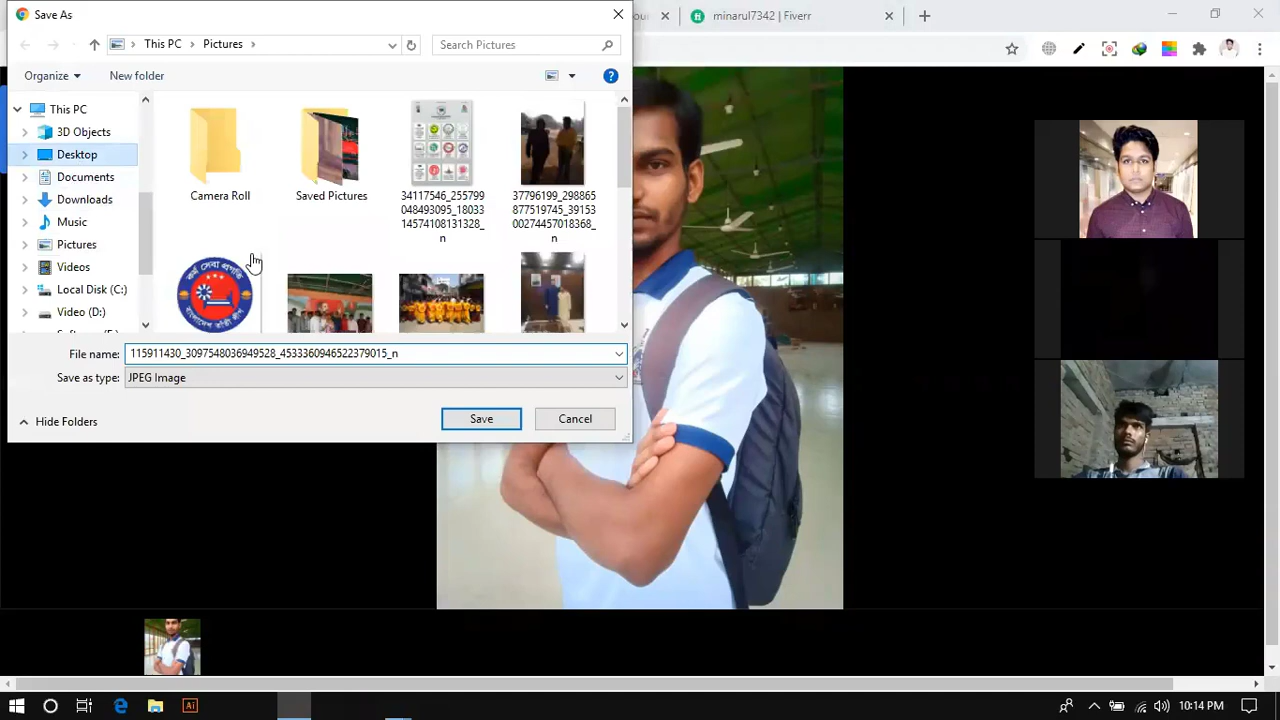 Save As
our
minarul7342 | Fiverr
This PC
Pictures
Search Pictures
Organize
New folder
This PC
3D Objects
Desktop
Documents
Downloads
Music
Pictures
Videos
Local Disk (C:)
Video (D:)
Camera Roll
Saved Pictures
34117546_255799
048493095_18033
14574108131328_
n
37796199_298865
877519745_39153
00274457018368_
n
File name:
115911430_3097548036949528_4533360946522379015_n
Save as type:
JPEG Image
Hide Folders
Save
Cancel
Ai
10:14 PM